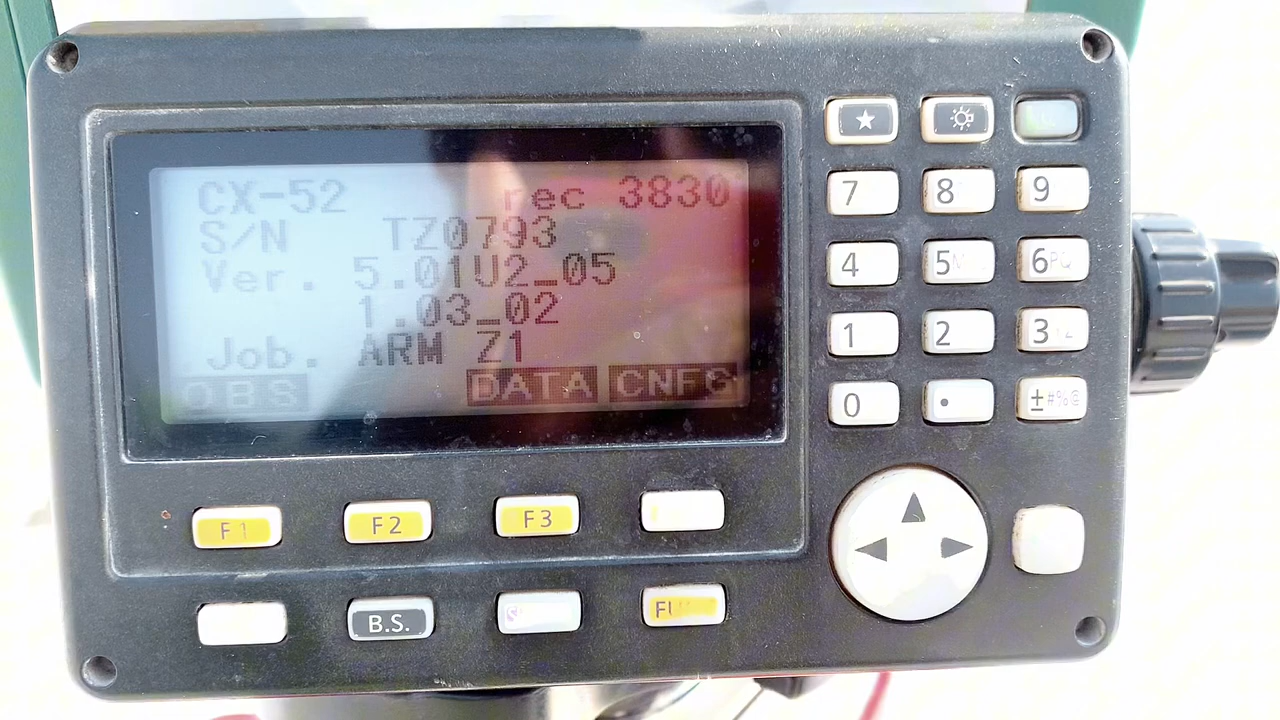 CX-52 rec 3830
S/N TZ0793
Ver. 5.01U2_05
1.03_02
Job. ARM Z1
OBS DATA CNFG
7 8 9
4 5 6PQ
1 2 3
0 . ±#%@
F1 F2 F3
B.S.